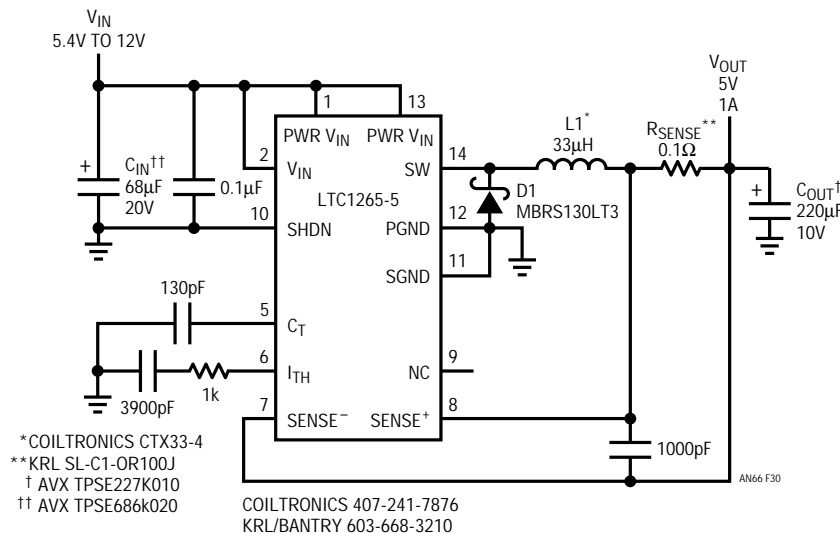 VIN
5.4V TO 12V
VOUT
5V
1A
1
13
PWR VIN
PWR VIN
L1*
33µH
RSENSE**
0.1Ω
2
VIN
SW
14
+
CIN††
68µF
20V
0.1µF
LTC1265-5
D1
MBRS130LT3
+
COUT†
220µF
10V
10
SHDN
PGND
12
SGND
11
130pF
5
CT
3900pF
1k
6
ITH
NC
9
7
SENSE–
SENSE+
8
1000pF
*COILTRONICS CTX33-4
**KRL SL-C1-OR100J
† AVX TPSE227K010
†† AVX TPSE686k020
COILTRONICS 407-241-7876
KRL/BANTRY 603-668-3210
AN66 F30